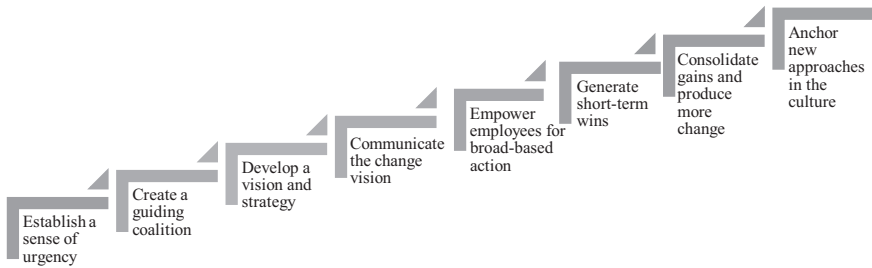 Establish a
sense of
urgency
Create a
guiding
coalition
Develop a
vision and
strategy
Communicate
the change
vision
Empower
employees for
broad-based
action
Generate
short-term
wins
Consolidate
gains and
produce
more
change
Anchor
new
approaches
in the
culture